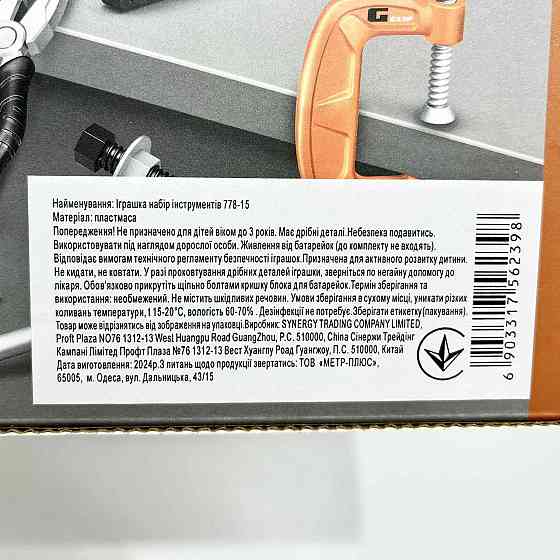 Найменування: Іграшка набір інструментів 778-15
Матеріал: пластмаса
Попередження! Не призначено для дітей віком до 3 років. Має дрібні деталі.Небезпека подавитись.
Використовувати під наглядом дорослої особи. Живлення від батарейок (до комплекту не входять).
Відповідає вимогам технічного регламенту безпечності іграшок.Призначена для активного розвитку дитини.
Не кидати, не ковтати. У разі проковтування дрібних деталей іграшки, зверніться по негайну допомогу до
лікаря. Обов'язково прикрутіть щільно болтами кришку блока для батарейок.Термін зберігання та
використання: необмежений. Не містить шкідливих речовин. Умови зберігання в сухому місці, уникати різких
коливань температур, t 15-20°C, вологість 60-70% . Дезінфекції не потребує.Зберігати етикетку(пакування).
Товар може відрізнятись від зображення на упаковці.Виробник: SYNERGY TRADING COMPANY LIMITED,
Proft Plaza NO76 1312-13 West Huangpu Road GuangZhou, P.C. 510000, China Сінержи Трейдінг
Кампані Лімітед Профт Плаза №76 1312-13 Вест Хуангпу Роад Гуангжоу, П.С. 510000, Китай
Дата виготовлення: 2024р.З питань щодо продукції звертатись: ТОВ «МЕТР-ПЛЮС»,
65005, м. Одеса, вул. Дальницька, 43/15
6903317562398